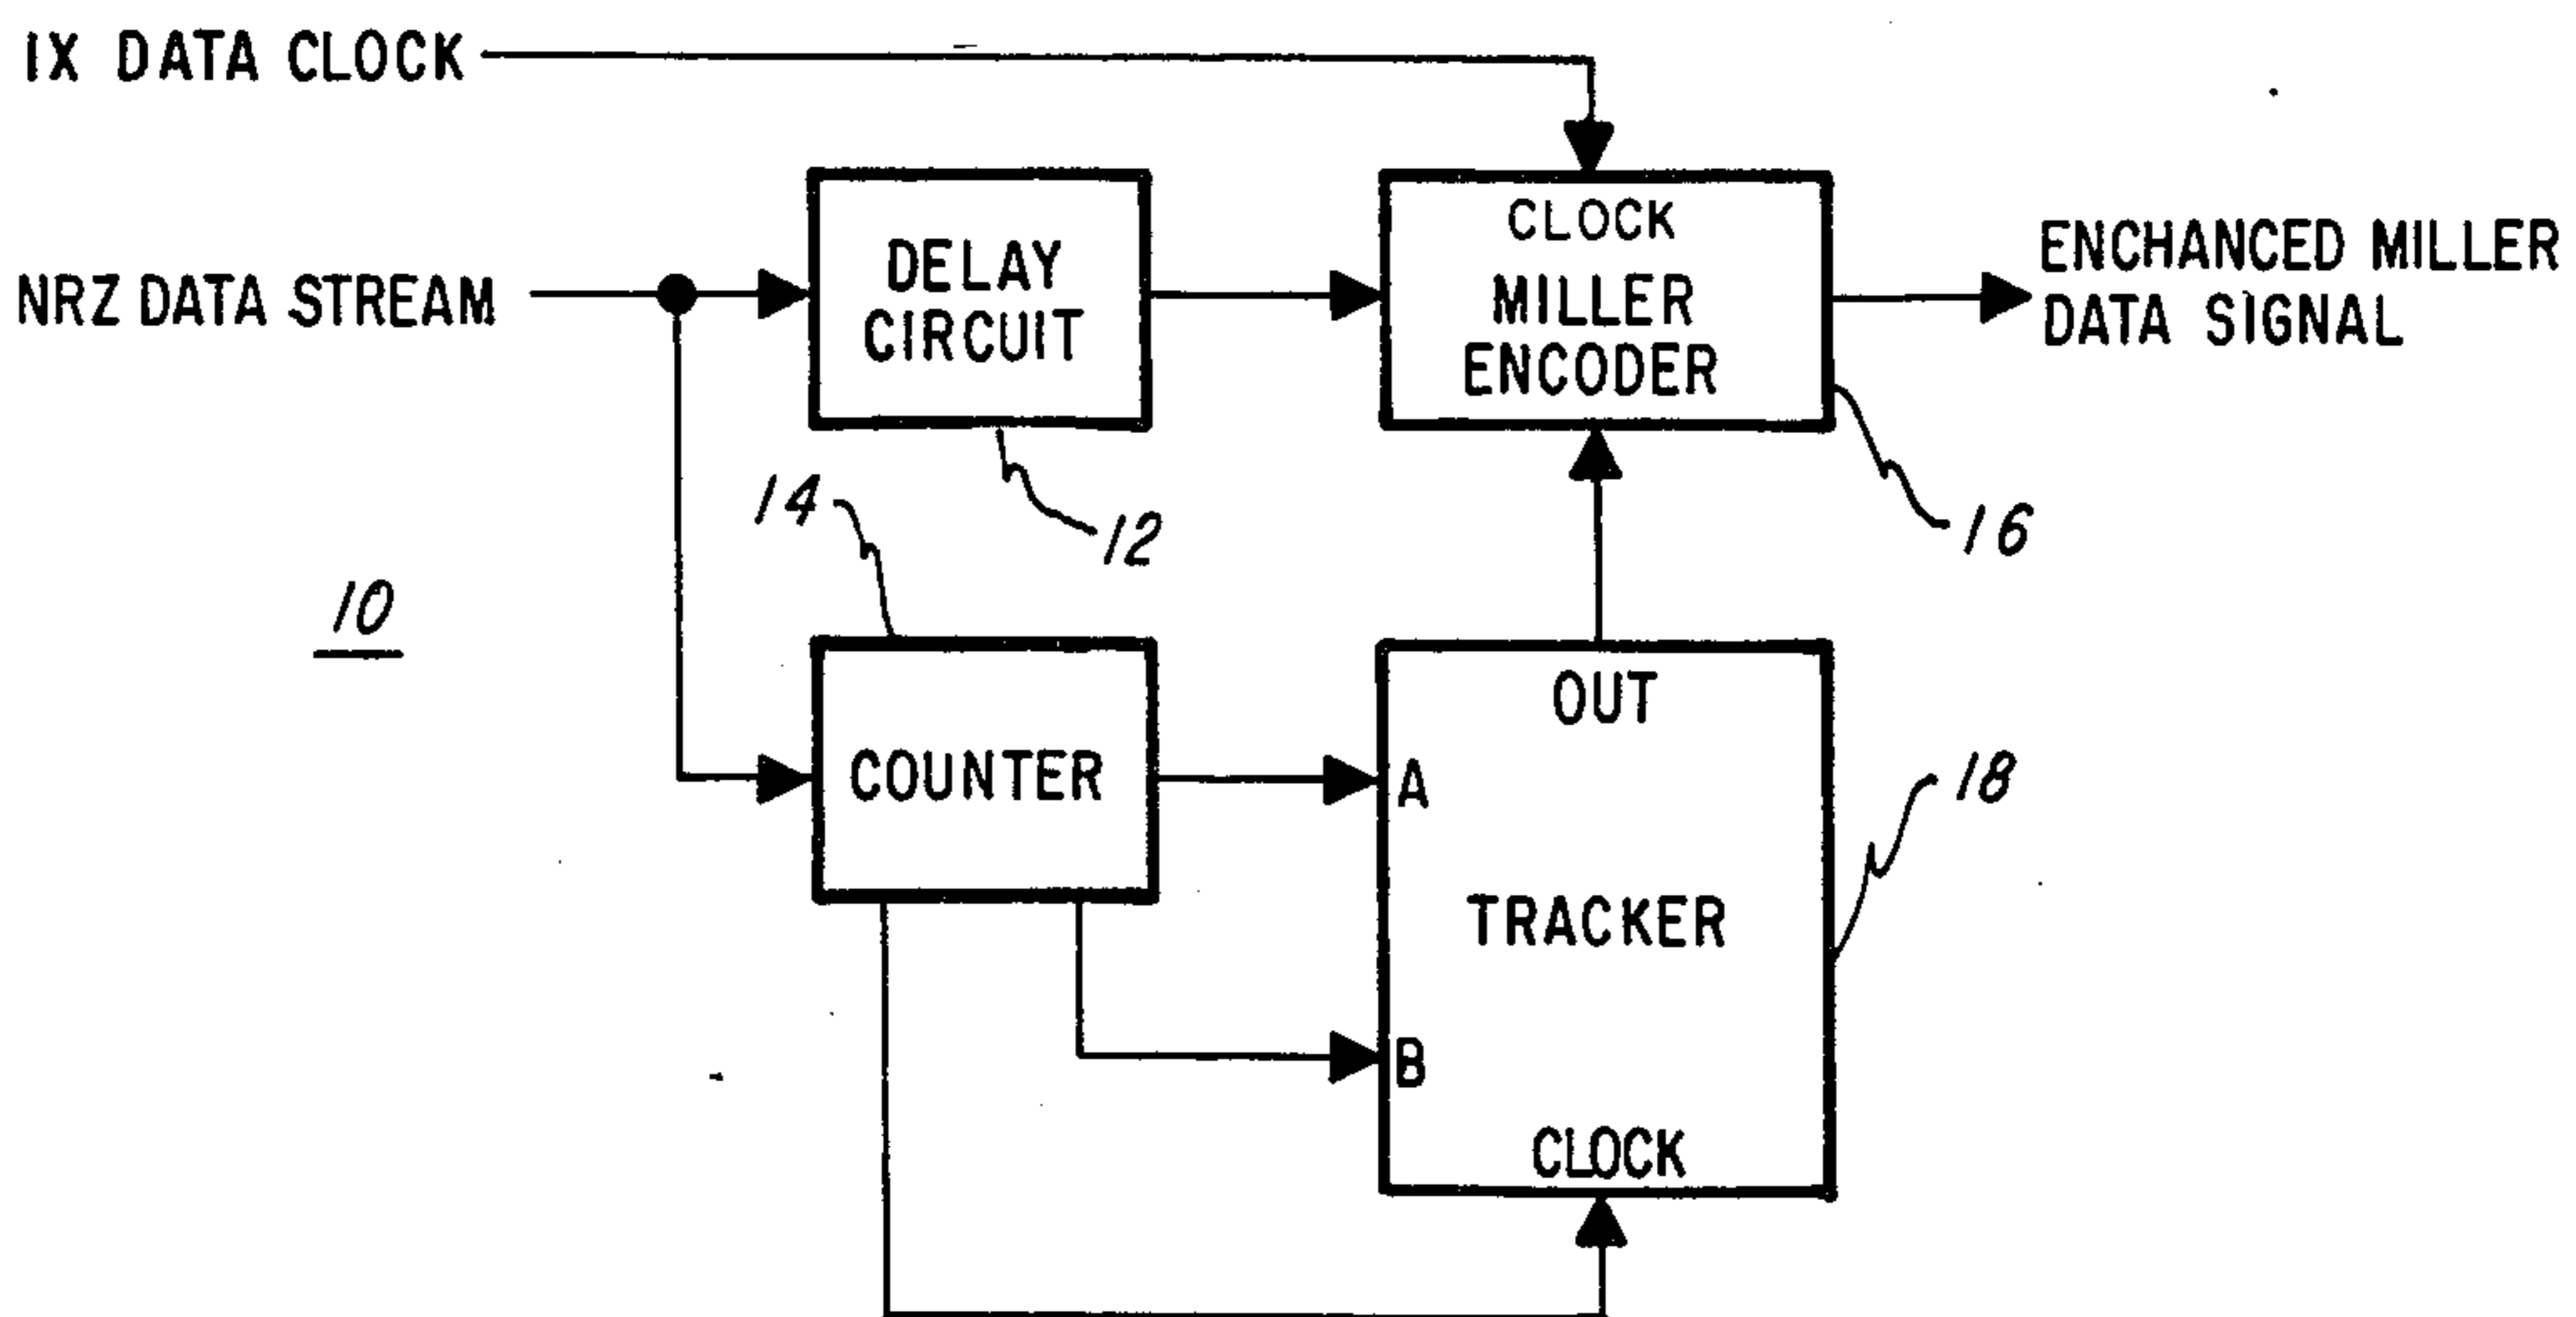 1X DATA CLOCK
NRZ DATA STREAM
DELAY
CIRCUIT
12
CLOCK
MILLER
ENCODER
16
ENCHANCED MILLER
DATA SIGNAL
10
14
COUNTER
OUT
A
TRACKER
B
CLOCK
18